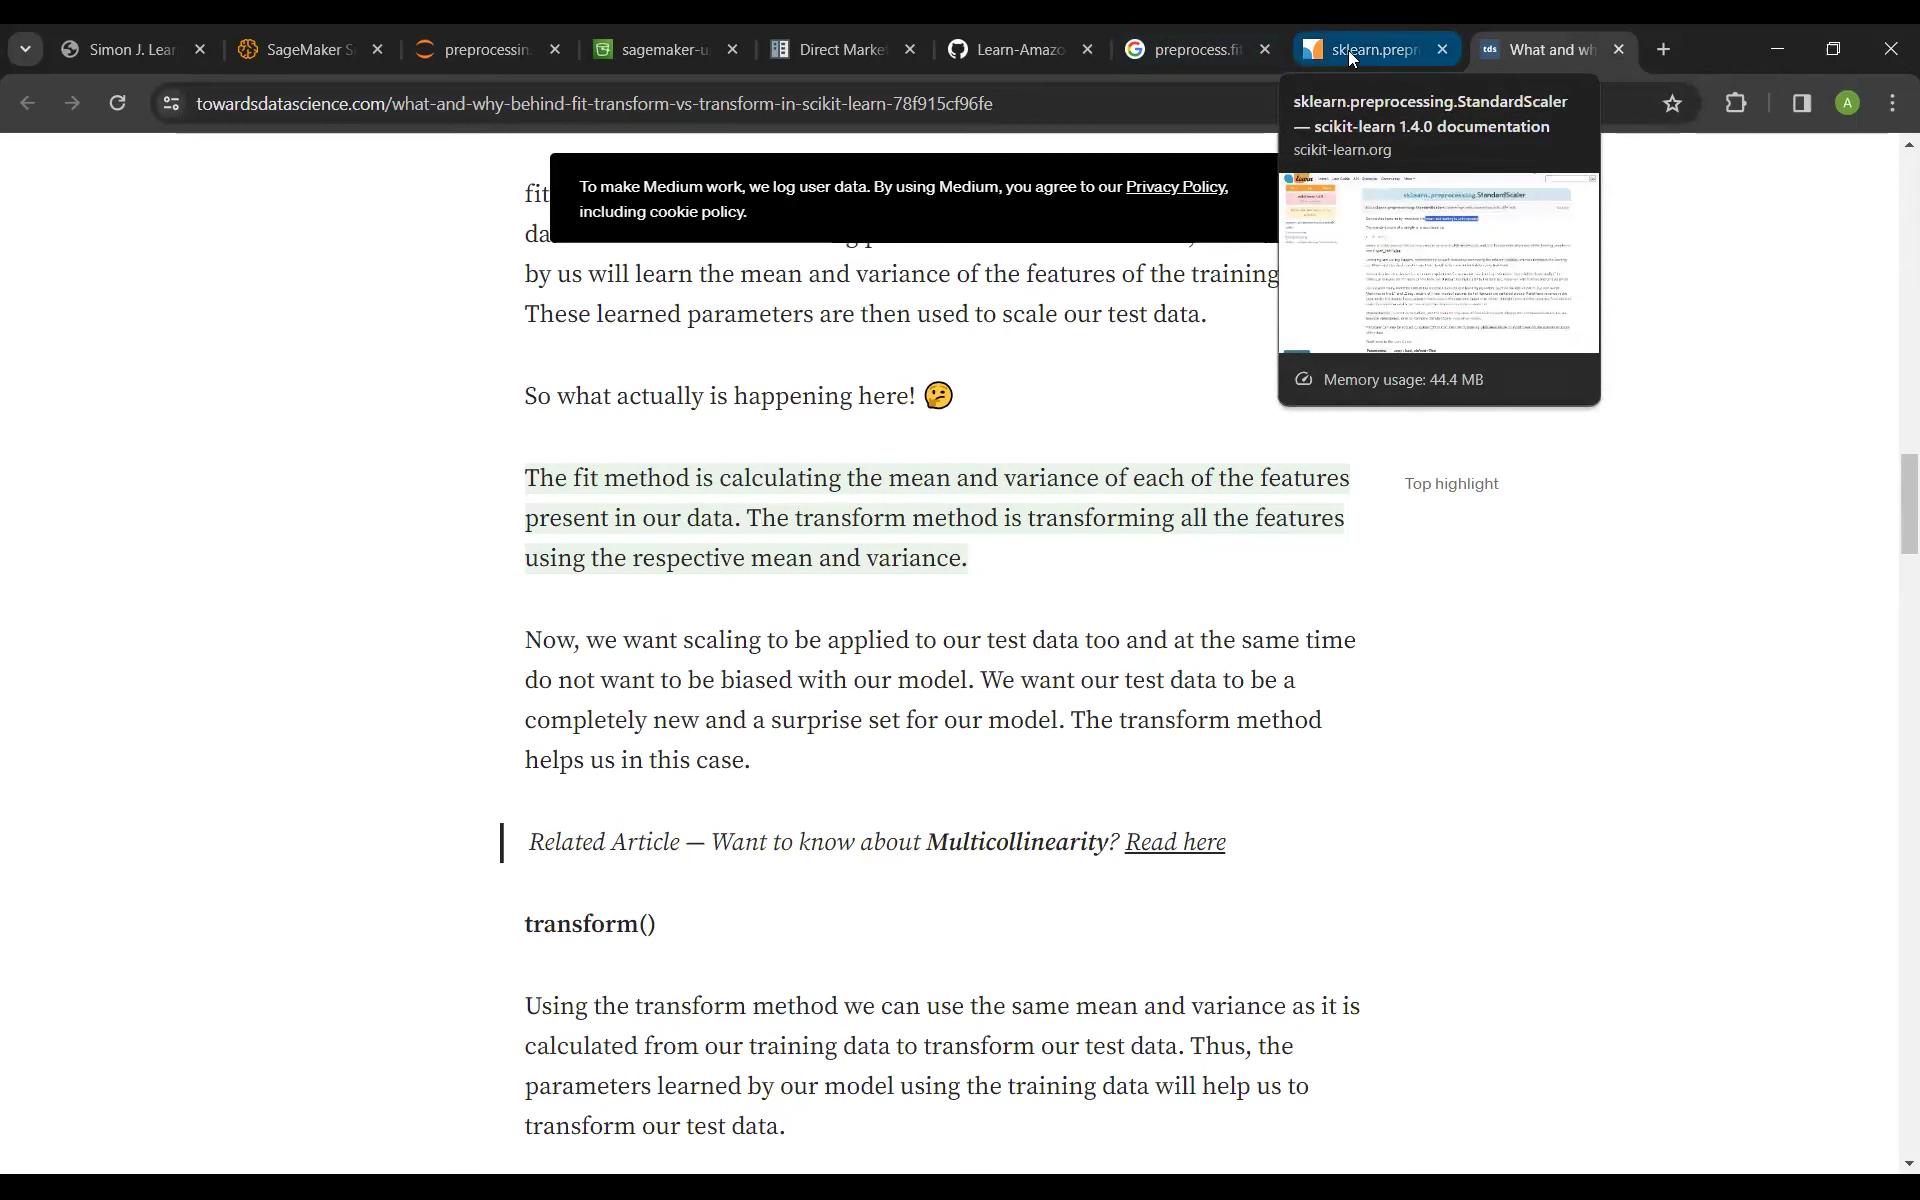 Simon J. Lear
SageMaker S
preprocessin
sagemaker-u
Direct Marke
Learn-Amazo
preprocess.fi
sklearn.prepr
tds What and wh
towardsdatascience.com/what-and-why-behind-fit-transform-vs-transform-in-scikit-learn-78f915cf96fe
A
sklearn.preprocessing.StandardScaler
— scikit-learn 1.4.0 documentation
scikit-learn.org
sklearn.preprocessing.StandardScaler
Memory usage: 44.4 MB
To make Medium work, we log user data. By using Medium, you agree to our Privacy Policy,
including cookie policy.
fit
da
by us will learn the mean and variance of the features of the training
These learned parameters are then used to scale our test data.
So what actually is happening here! 🤔
The fit method is calculating the mean and variance of each of the features
present in our data. The transform method is transforming all the features
using the respective mean and variance.
Top highlight
Now, we want scaling to be applied to our test data too and at the same time
do not want to be biased with our model. We want our test data to be a
completely new and a surprise set for our model. The transform method
helps us in this case.
Related Article — Want to know about Multicollinearity? Read here
transform()
Using the transform method we can use the same mean and variance as it is
calculated from our training data to transform our test data. Thus, the
parameters learned by our model using the training data will help us to
transform our test data.